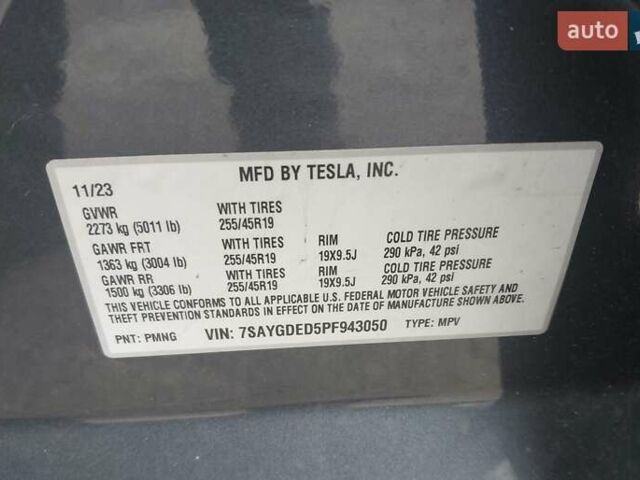 auto
MFD BY TESLA, INC.
11/23
GVWR WITH TIRES
2273 kg (5011 lb) 255/45R19
GAWR FRT WITH TIRES RIM COLD TIRE PRESSURE
1363 kg (3004 lb) 255/45R19 19X9.5J 290 kPa, 42 psi
GAWR RR WITH TIRES RIM COLD TIRE PRESSURE
1500 kg (3306 lb) 255/45R19 19X9.5J 290 kPa, 42 psi
THIS VEHICLE CONFORMS TO ALL APPLICABLE U.S. FEDERAL MOTOR VEHICLE SAFETY AND
THEFT PREVENTION STANDARDS IN EFFECT ON THE DATE OF MANUFACTURE SHOWN ABOVE.
PNT: PMNG VIN: 7SAYGDED5PF943050 TYPE: MPV